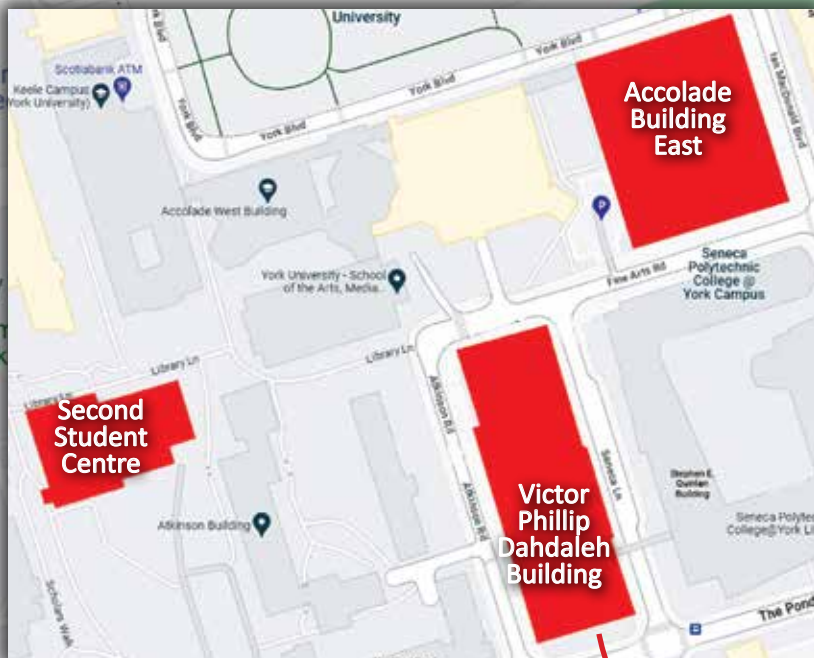 University
rk Blvd
Scotiabank ATM
Keele Campus
York University)
York Blvd
York Blvd
York Blvd
York Blvd
Ian MacDonald Blvd
Accolade
Building
East
Accolade West Building
York University - School
of the Arts, Media...
Fine Arts Rd
Seneca
Polytechnic
College @
York Campus
Library Ln
Library Ln
Library Ln
Atkinson Rd
Second
Student
Centre
Seneca Ln
Atkinson Rd
Stephen E.
Quinlan
Building
Victor
Phillip
Dahdaleh
Building
Atkinson Building
Seneca Polytec
College@York Li
Scholars Walk
The Pond